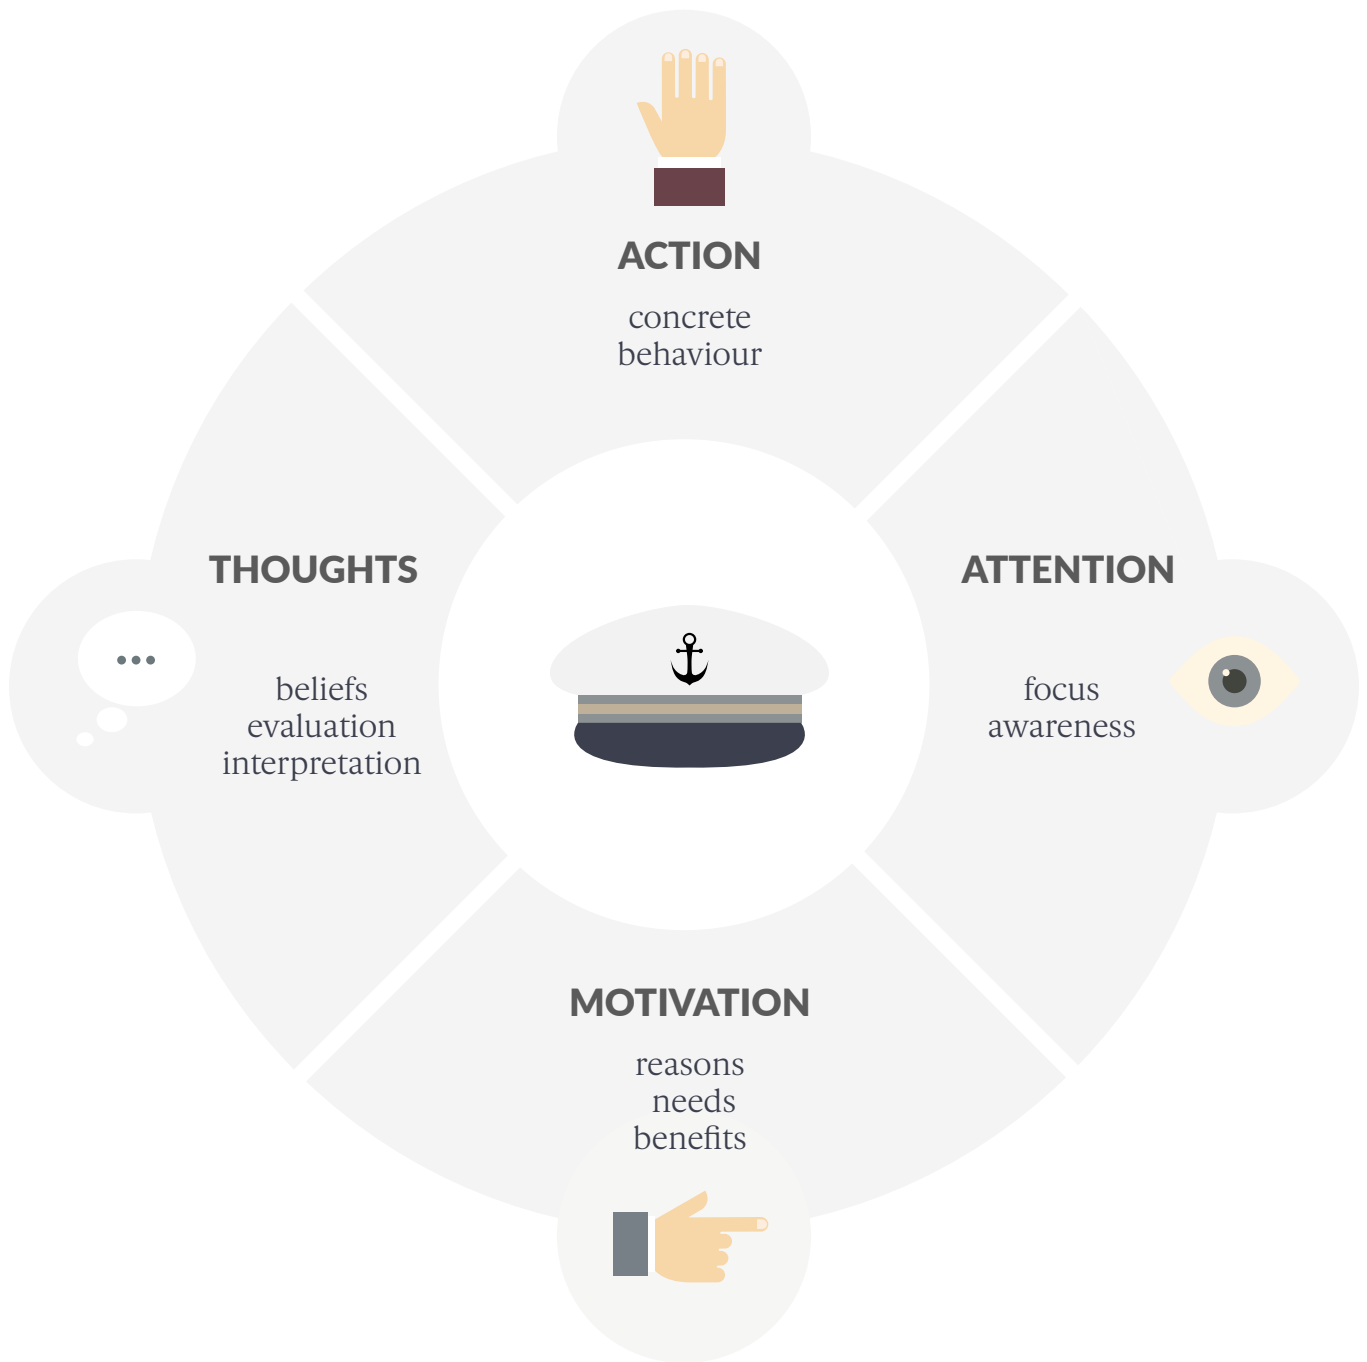 ACTION
concrete
behaviour
THOUGHTS
beliefs
evaluation
interpretation
ATTENTION
focus
awareness
MOTIVATION
reasons
needs
benefits